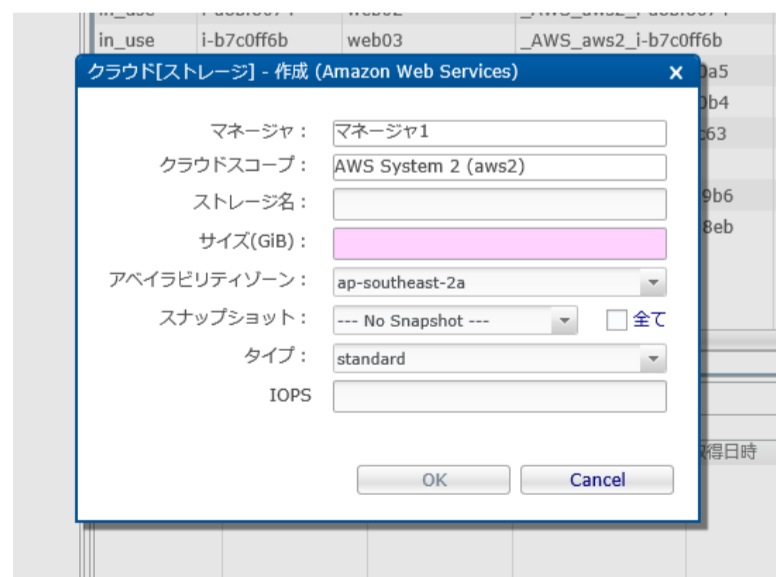 in_use i-b7c0ff6b web03 _AWS_aws2_i-b7c0ff6b
クラウド[ストレージ] - 作成 (Amazon Web Services) x
0a5
マネージャ： マネージャ1
0b4
クラウドスコープ： AWS System 2 (aws2)
c63
ストレージ名：
9b6
サイズ(GiB)：
8eb
アベイラビリティゾーン： ap-southeast-2a
スナップショット： --- No Snapshot --- 全て
タイプ： standard
IOPS
得日時
OK Cancel